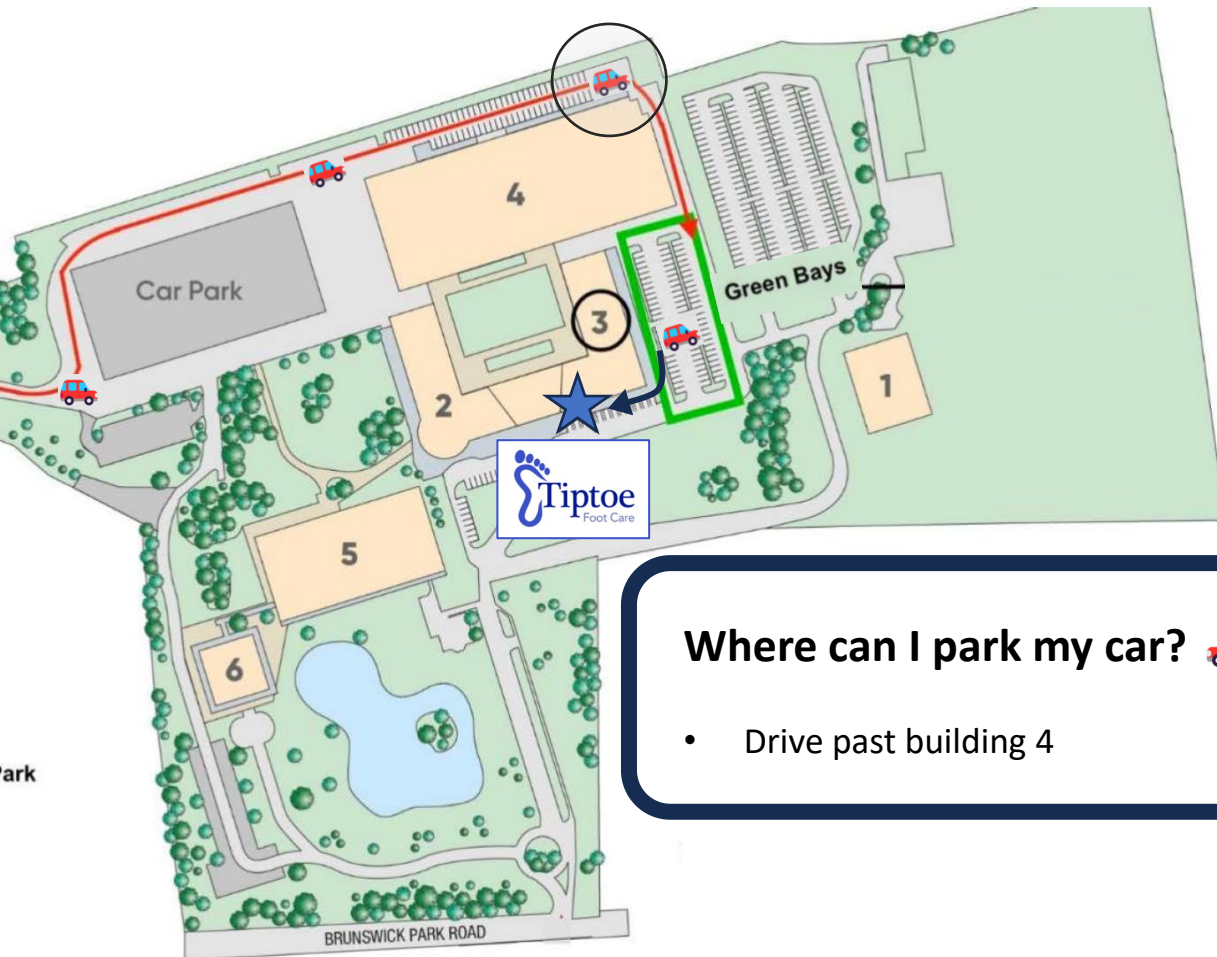 4
Car Park
Green Bays
3
1
2
Tiptoe
Foot Care
5
Where can I park my car?
6
• Drive past building 4
Park
BRUNSWICK PARK ROAD